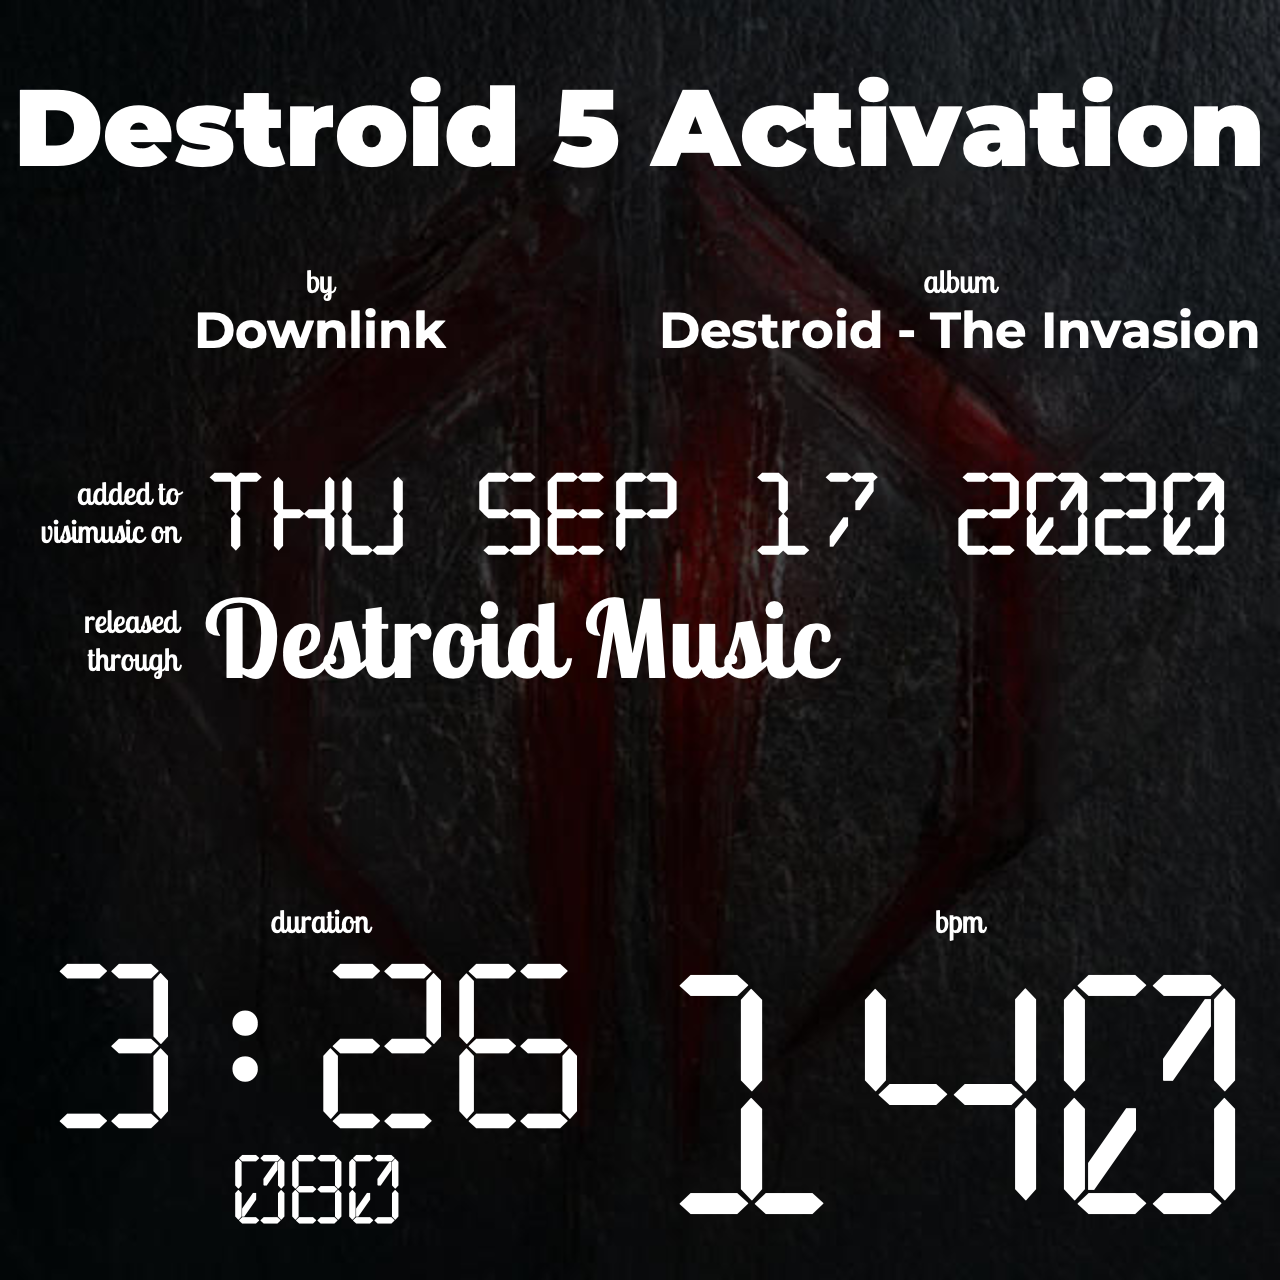 Destroid 5 Activation
by
Downlink
album
Destroid - The Invasion
added to
visimusic on
THU SEP 17 2020
released
through
Destroid Music
duration
3:26
080
bpm
140